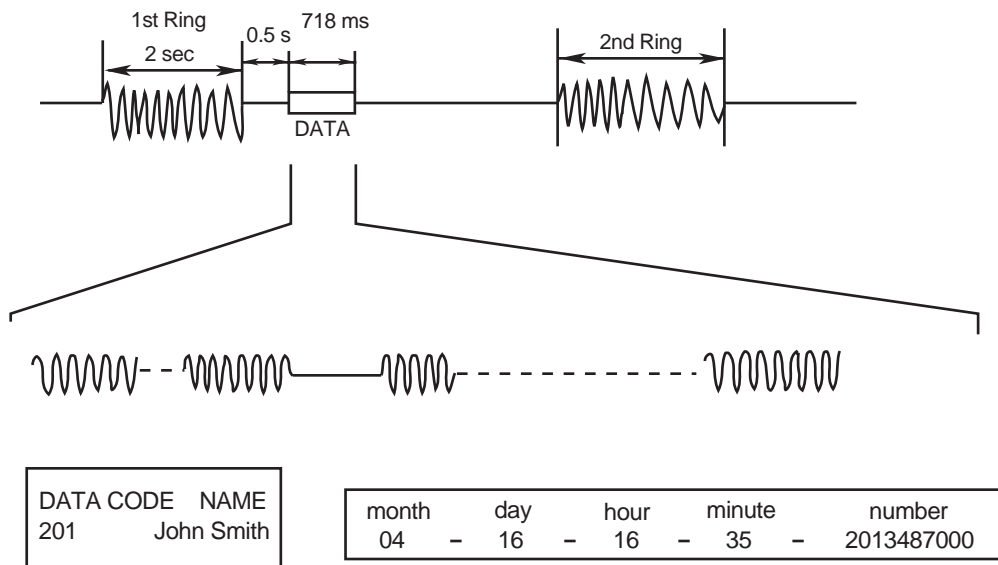 1st Ring
2 sec
0.5 s
718 ms
2nd Ring
DATA
DATA CODE NAME
201 John Smith
month day hour minute number
04 – 16 – 16 – 35 – 2013487000